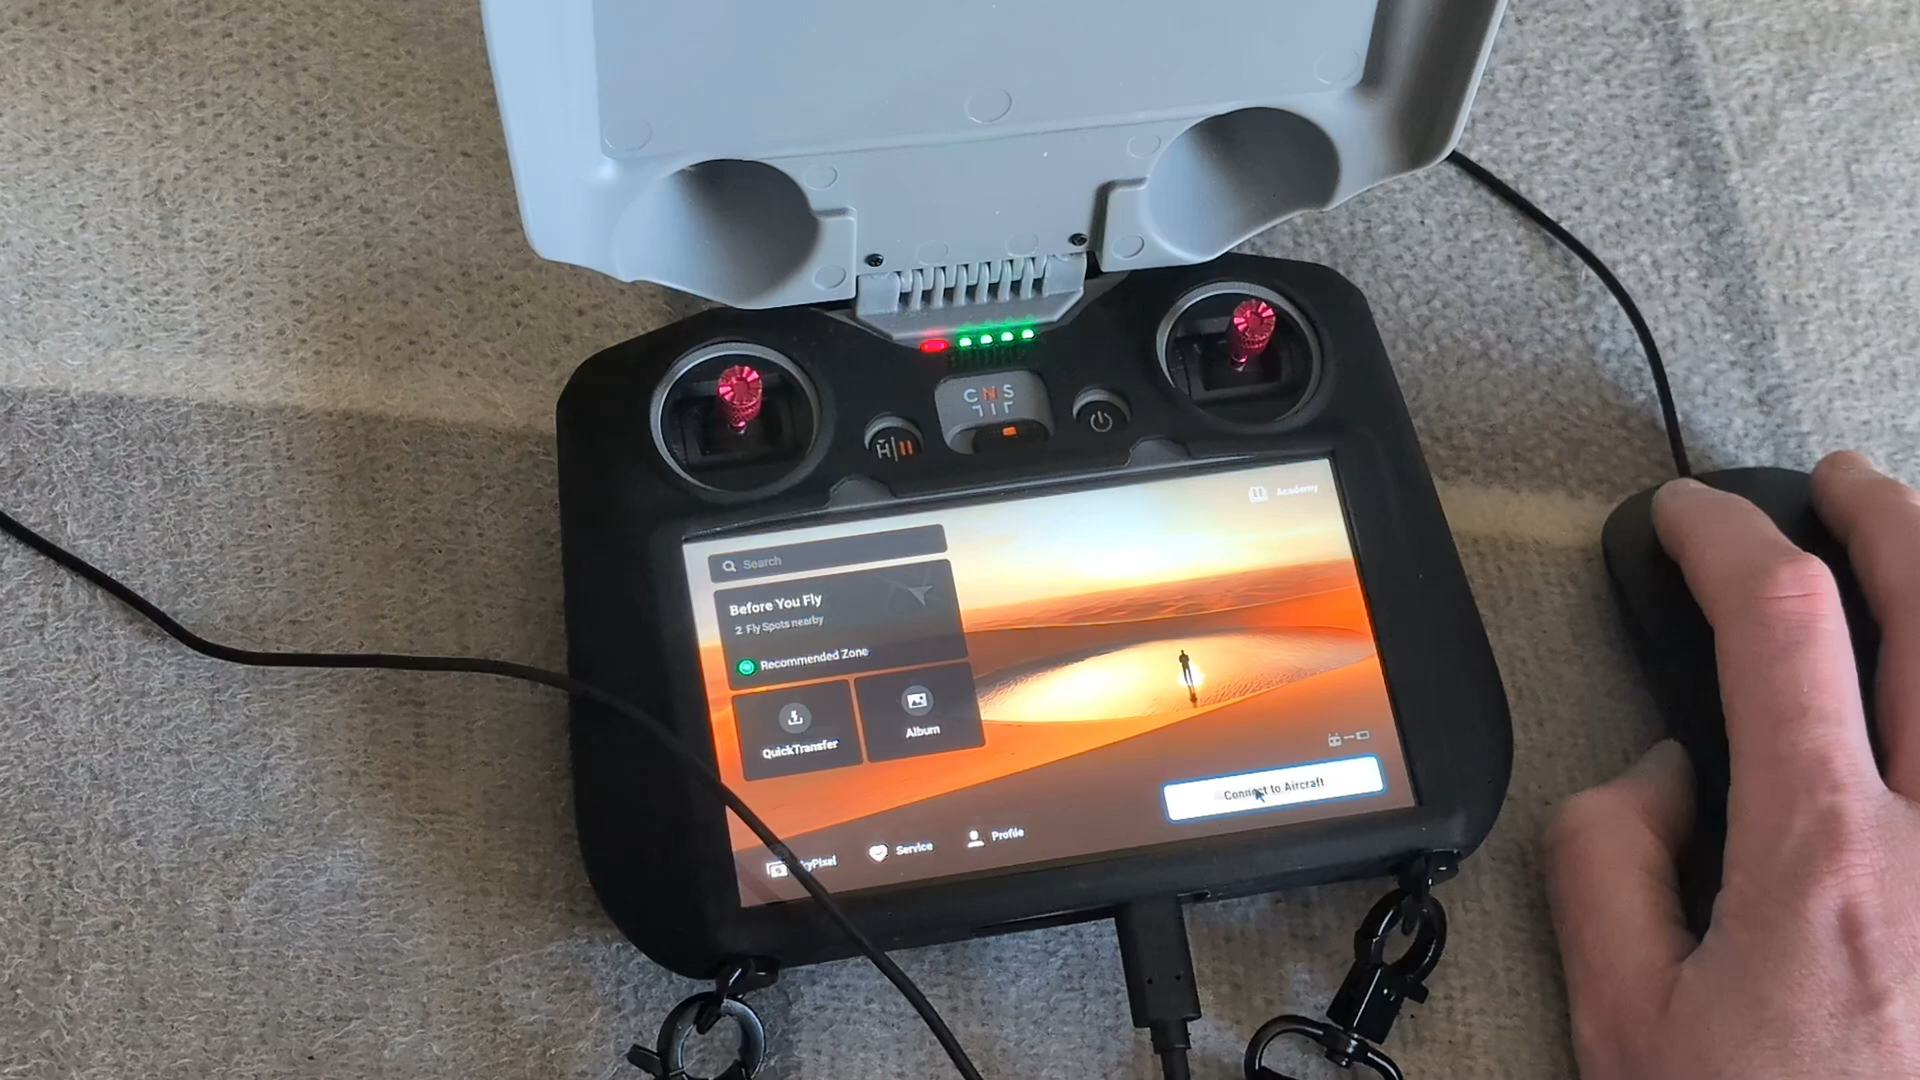 C N S
H
Academy
Search
Before You Fly
2 Fly Spots nearby
Recommended Zone
QuickTransfer
Album
Connect to Aircraft
Service
Profile